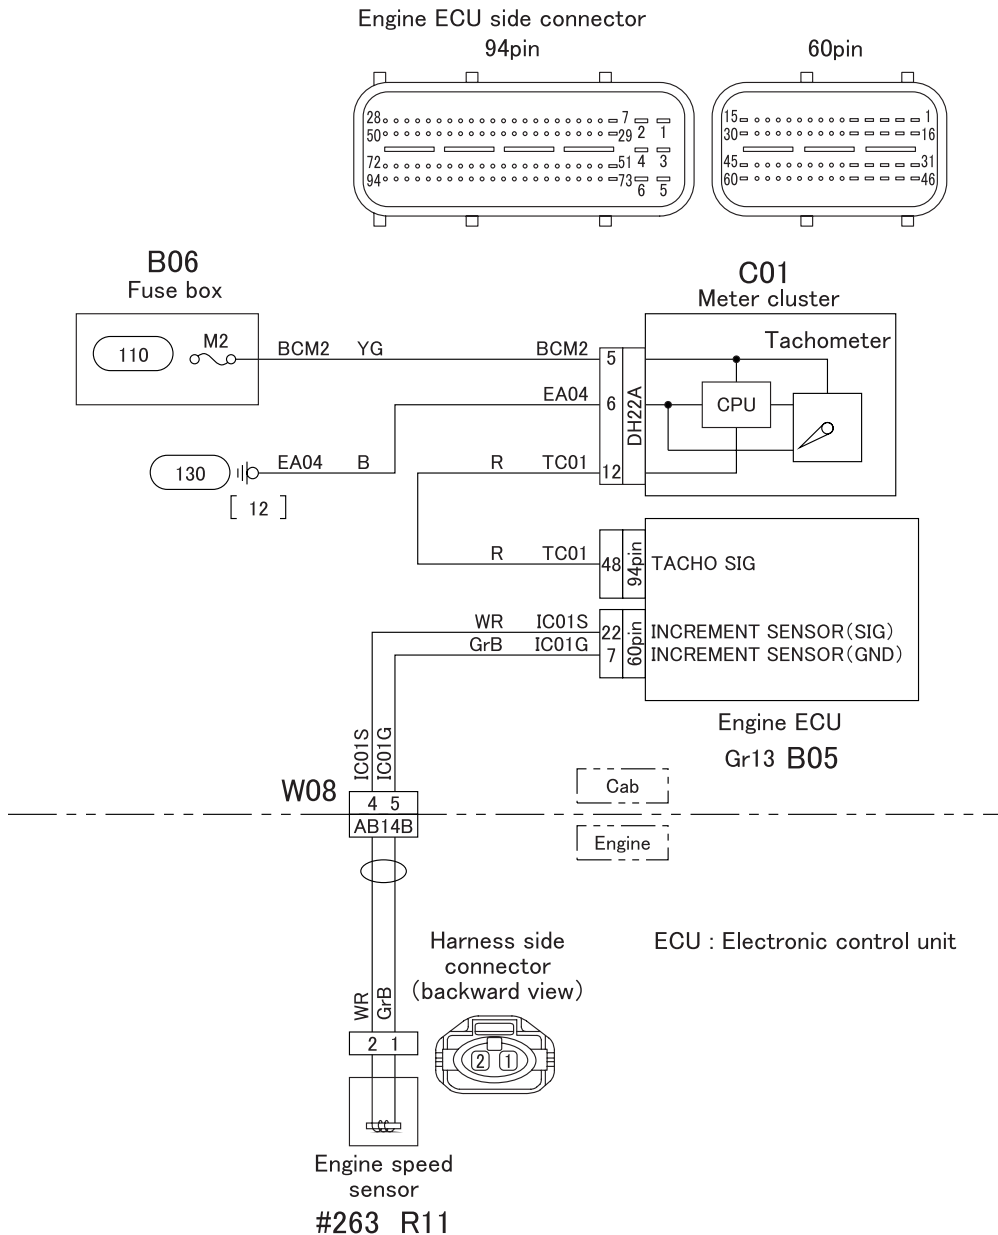 Engine ECU side connector
94pin 60pin
28 7 2 1
50 29
4 3
72 51
94 73 6 5
15 1
30 16
45 31
60 46
B06
Fuse box
110 M2
C01
Meter cluster
Tachometer
BCM2 YG BCM2 5
EA04 6
DH22A
CPU
130 EA04 B
[ 12 ]
R TC01 12
R TC01 48 94pin TACHO SIG
WR IC01S 22 INCREMENT SENSOR(SIG)
GrB IC01G 7 INCREMENT SENSOR(GND)
60pin
Engine ECU
Gr13 B05
IC01S IC01G
W08 4 5
AB14B
Cab
Engine
Harness side
connector
(backward view)
ECU : Electronic control unit
WR GrB
2 1
2 1
Engine speed
sensor
#263 R11